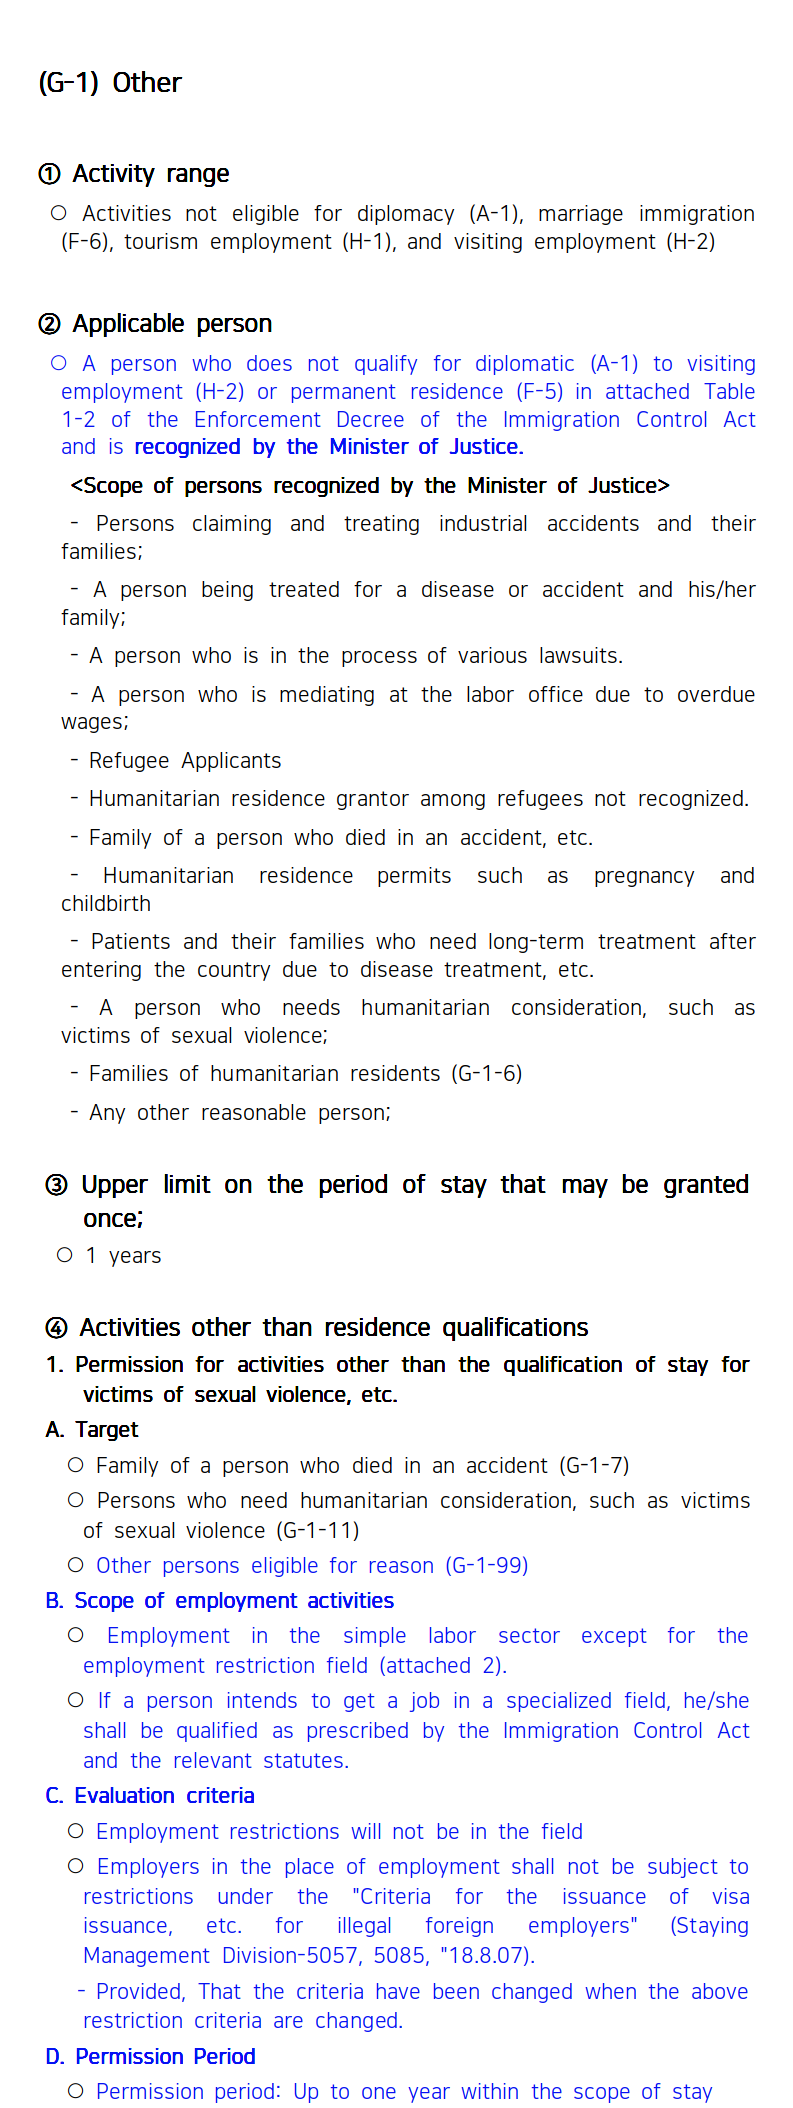 (G-1) Other
① Activity range
○ Activities not eligible for diplomacy (A-1), marriage immigration
(F-6), tourism employment (H-1), and visiting employment (H-2)
② Applicable person
○ A person who does not qualify for diplomatic (A-1) to visiting
employment (H-2) or permanent residence (F-5) in attached Table
1-2 of the Enforcement Decree of the Immigration Control Act
and is recognized by the Minister of Justice.
<Scope of persons recognized by the Minister of Justice>
- Persons claiming and treating industrial accidents and their
families;
- A person being treated for a disease or accident and his/her
family;
- A person who is in the process of various lawsuits.
- A person who is mediating at the labor office due to overdue
wages;
- Refugee Applicants
- Humanitarian residence grantor among refugees not recognized.
- Family of a person who died in an accident, etc.
- Humanitarian residence permits such as pregnancy and
childbirth
- Patients and their families who need long-term treatment after
entering the country due to disease treatment, etc.
- A person who needs humanitarian consideration, such as
victims of sexual violence;
- Families of humanitarian residents (G-1-6)
- Any other reasonable person;
③ Upper limit on the period of stay that may be granted
once;
○ 1 years
④ Activities other than residence qualifications
1. Permission for activities other than the qualification of stay for
victims of sexual violence, etc.
A. Target
○ Family of a person who died in an accident (G-1-7)
○ Persons who need humanitarian consideration, such as victims
of sexual violence (G-1-11)
○ Other persons eligible for reason (G-1-99)
B. Scope of employment activities
○ Employment in the simple labor sector except for the
employment restriction field (attached 2).
○ If a person intends to get a job in a specialized field, he/she
shall be qualified as prescribed by the Immigration Control Act
and the relevant statutes.
C. Evaluation criteria
○ Employment restrictions will not be in the field
○ Employers in the place of employment shall not be subject to
restrictions under the "Criteria for the issuance of visa
issuance, etc. for illegal foreign employers" (Staying
Management Division-5057, 5085, "18.8.07).
- Provided, That the criteria have been changed when the above
restriction criteria are changed.
D. Permission Period
○ Permission period: Up to one year within the scope of stay